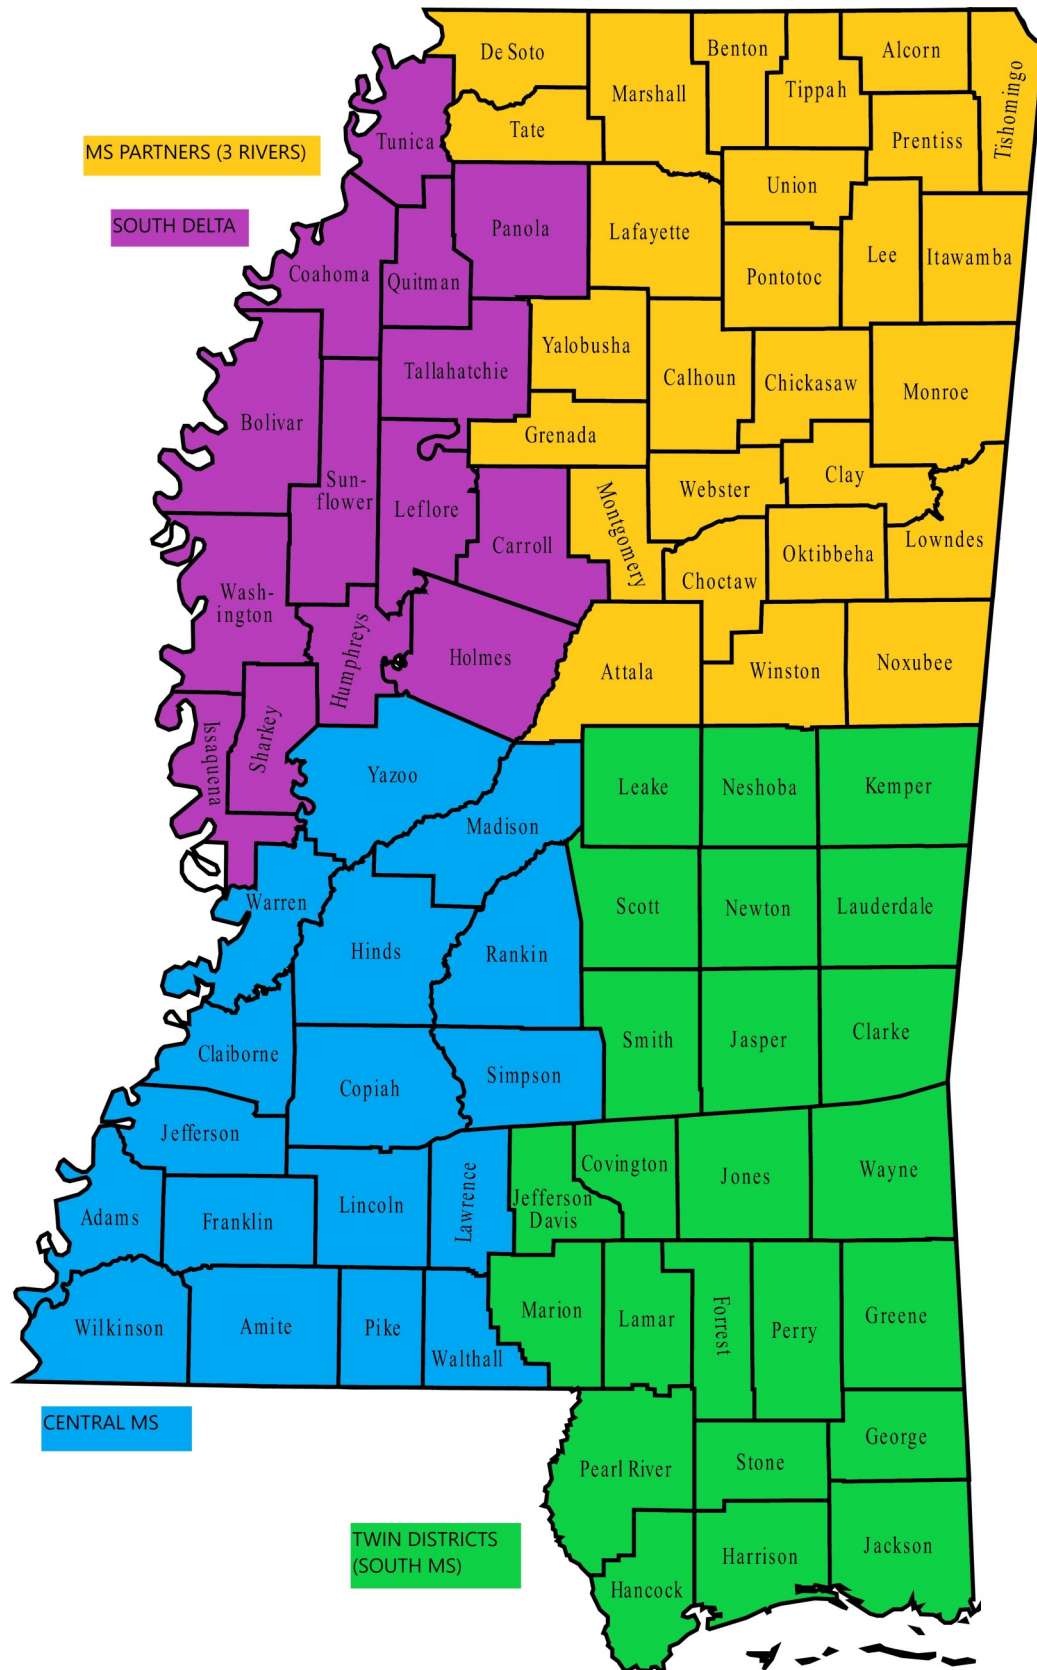 De Soto
Benton
Alcorn
Marshall
Tippah
Tishomingo
Tate
Tunica
Prentiss
MS PARTNERS (3 RIVERS)
Union
SOUTH DELTA
Panola
Lafayette
Lee
Itawamba
Coahoma
Quitman
Pontotoc
Yalobusha
Tallahatchie
Calhoun
Chickasaw
Monroe
Bolivar
Grenada
Sun-
flower
Leflore
Webster
Clay
Montgomery
Carroll
Oktibbeha
Lowndes
Choctaw
Wash-
ington
Humphreys
Holmes
Attala
Winston
Noxubee
Issaquena
Sharkey
Yazoo
Leake
Neshoba
Kemper
Madison
Warren
Scott
Newton
Lauderdale
Hinds
Rankin
Claiborne
Smith
Jasper
Clarke
Copiah
Simpson
Jefferson
Covington
Jones
Wayne
Adams
Franklin
Lincoln
Lawrence
Jefferson
Davis
Wilkinson
Amite
Pike
Walthall
Marion
Lamar
Forrest
Perry
Greene
CENTRAL MS
George
Pearl River
Stone
TWIN DISTRICTS
(SOUTH MS)
Harrison
Jackson
Hancock